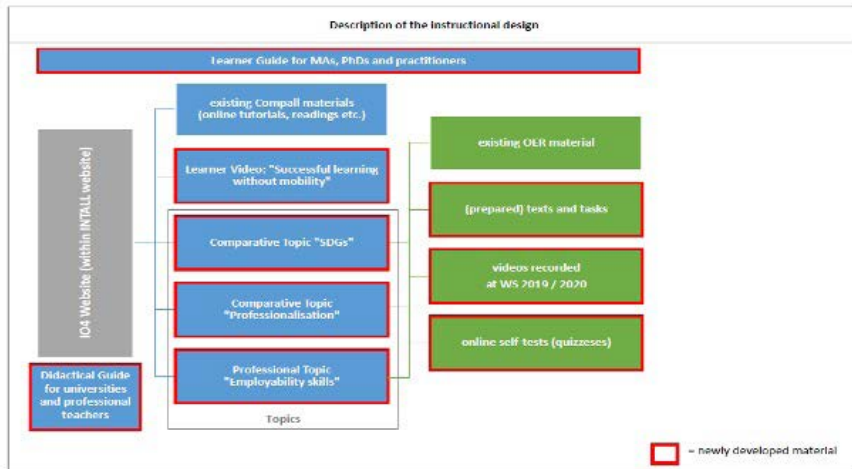 Description of the instructional design
Learner Guide for MAs, PhDs and practitioners
IO4 Website (within INTALL website)
existing Compall materials
(online tutorials, readings etc.)
Learner Video: "Successful learning
without mobility"
Comparative Topic "SDGs"
Comparative Topic
"Professionalisation"
Professional Topic
"Employability skills"
Topics
existing OER material
(prepared) texts and tasks
videos recorded
at WS 2019 / 2020
online self tests (quizzeses)
Didactical Guide
for universities
and professional
teachers
= newly developed material